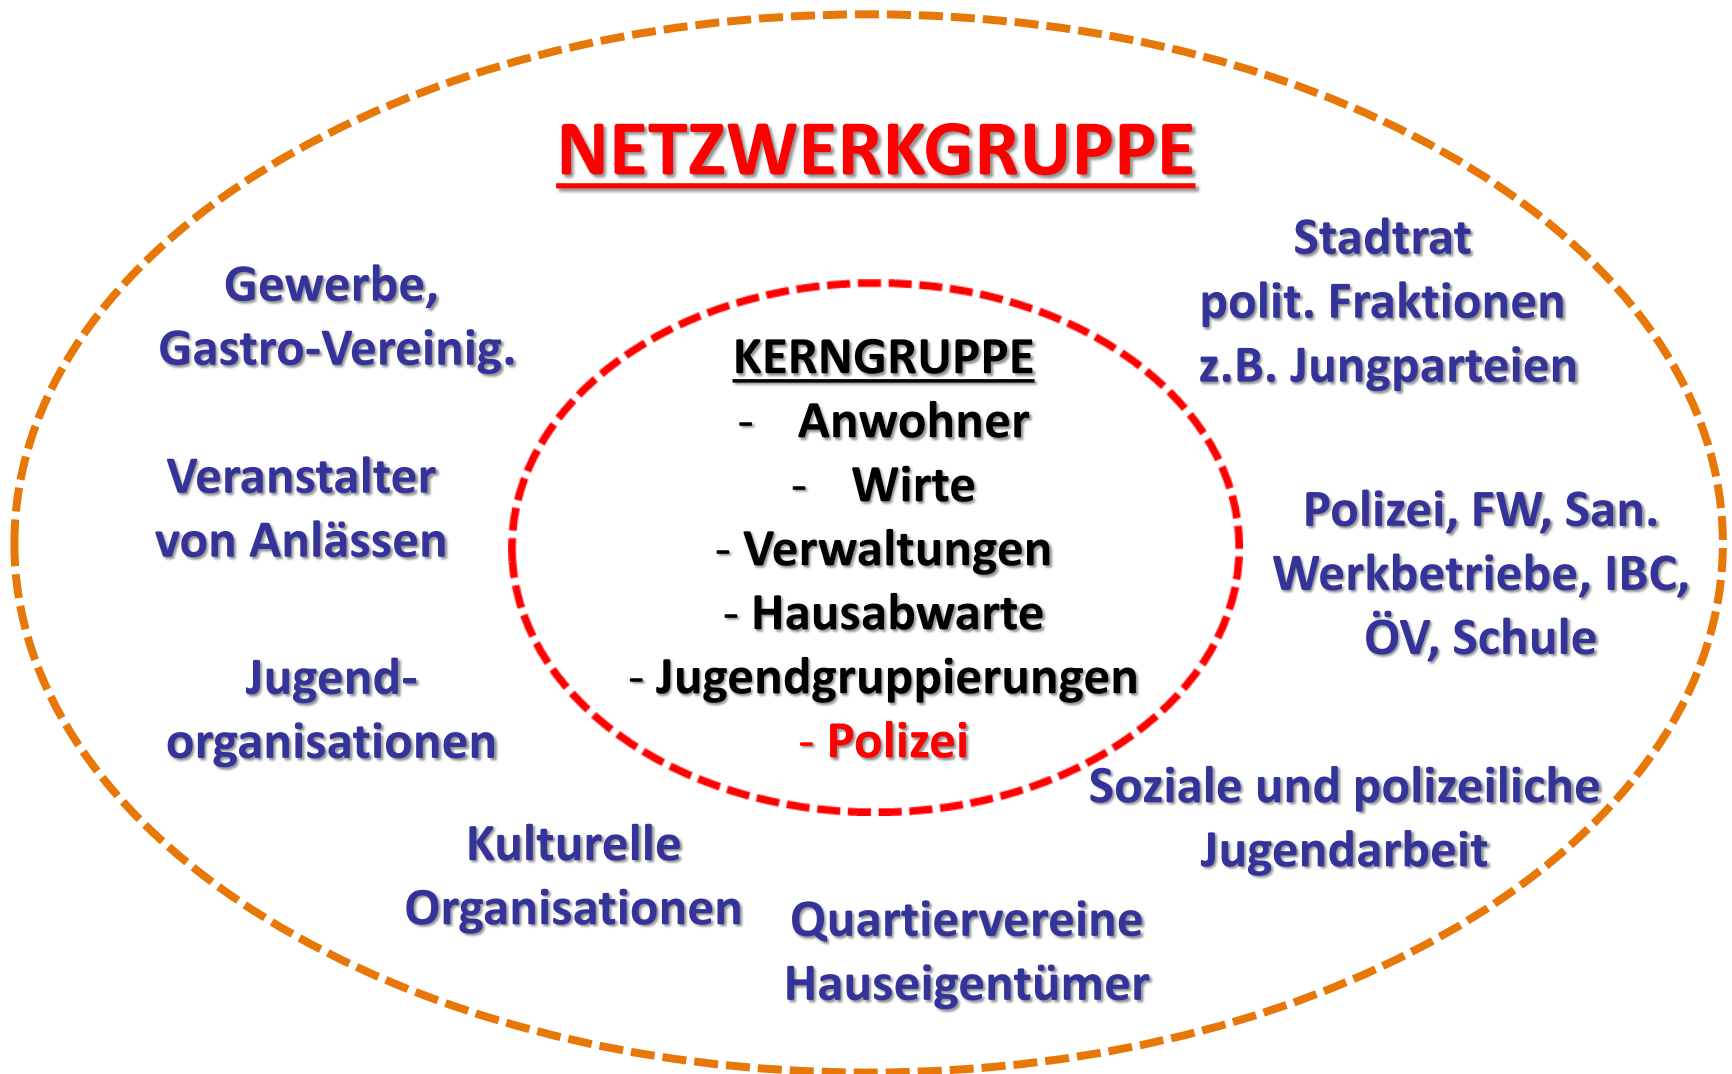 NETZWERKGRUPPE
Gewerbe,
Gastro-Vereinig.
Veranstalter
von Anlässen
Jugend-
organisationen
Kulturelle
Organisationen
KERNGRUPPE
- Anwohner
- Wirte
- Verwaltungen
- Hausabwarte
- Jugendgruppierungen
- Polizei
Stadtrat
polit. Fraktionen
z.B. Jungparteien
Polizei, FW, San.
Werkbetriebe, IBC,
ÖV, Schule
Soziale und polizeiliche
Jugendarbeit
Quartiervereine
Hauseigentümer